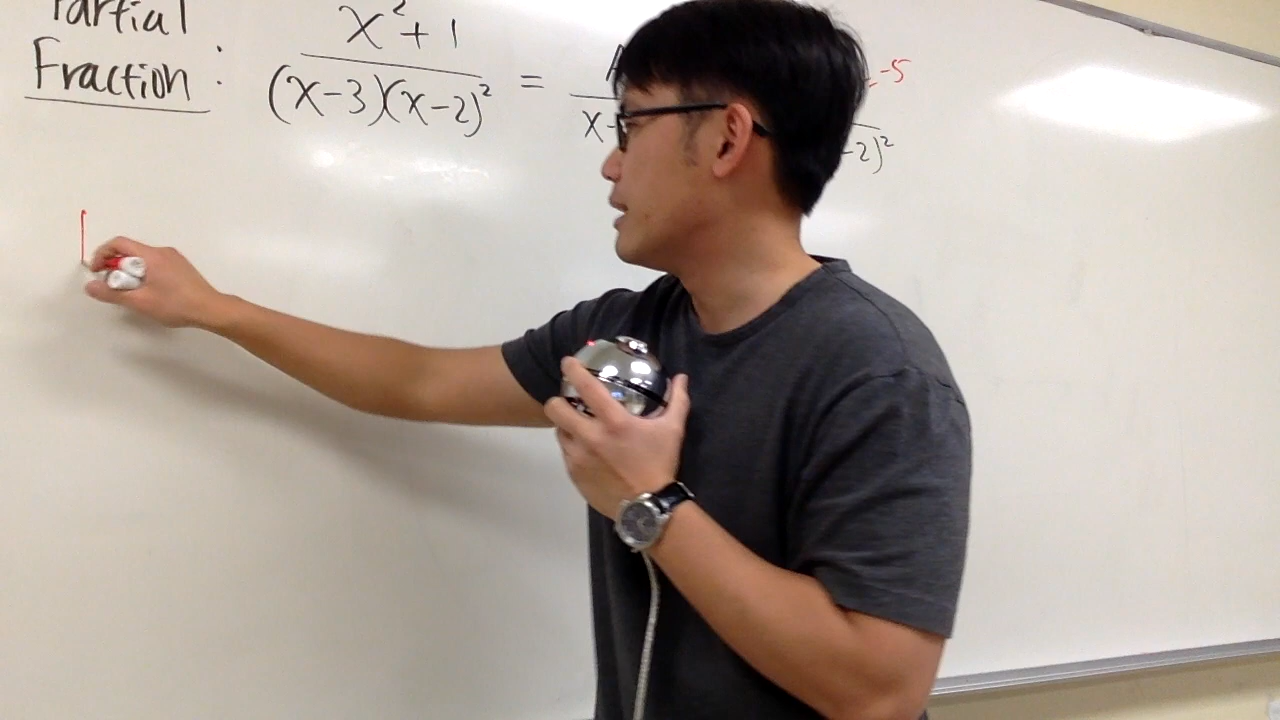 Partial
Fraction : x²+1 / (x-3)(x-2)² = / x- -5 / -2)²